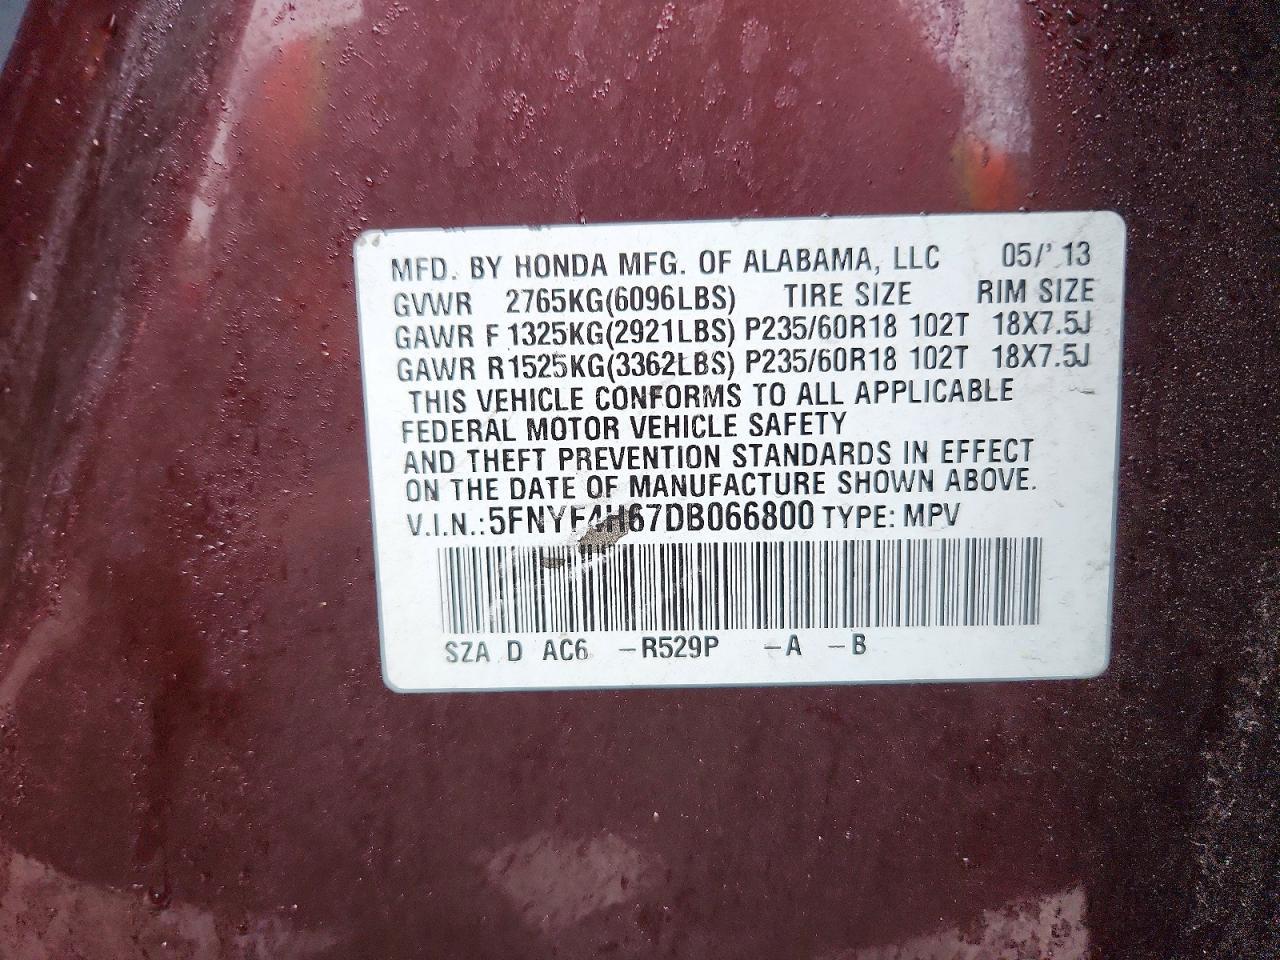 MFD. BY HONDA MFG. OF ALABAMA, LLC 05/'13
GVWR 2765KG(6096LBS) TIRE SIZE RIM SIZE
GAWR F 1325KG(2921LBS) P235/60R18 102T 18X7.5J
GAWR R 1525KG(3362LBS) P235/60R18 102T 18X7.5J
THIS VEHICLE CONFORMS TO ALL APPLICABLE
FEDERAL MOTOR VEHICLE SAFETY
AND THEFT PREVENTION STANDARDS IN EFFECT
ON THE DATE OF MANUFACTURE SHOWN ABOVE.
V.I.N.: 5FNYF4H67DB066800 TYPE: MPV
SZA D AC6 -R529P -A -B